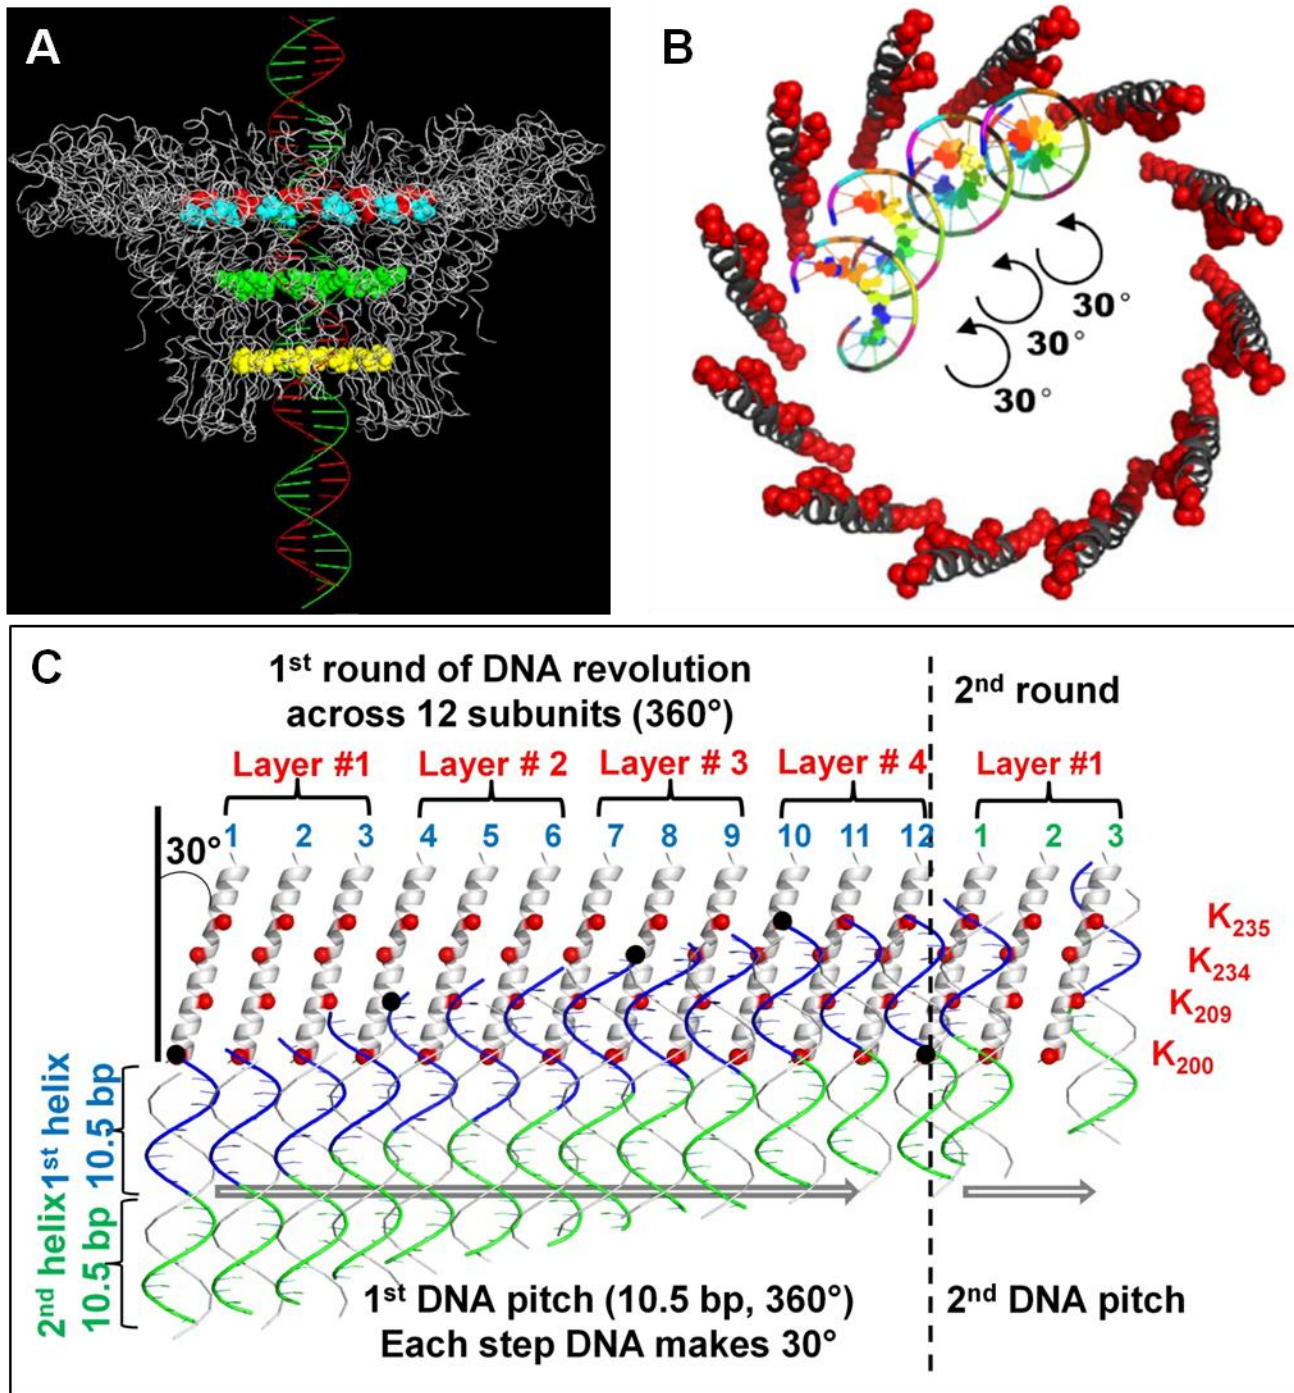 A
B
30°
30°
30°
C
1st round of DNA revolution
across 12 subunits (360°)
2nd round
Layer #1
Layer # 2
Layer # 3
Layer # 4
Layer #1
30°
1 2 3 4 5 6 7 8 9 10 11 12 1 2 3
K235
K234
K209
K200
1st helix
10.5 bp
2nd helix
10.5 bp
1st DNA pitch (10.5 bp, 360°)
Each step DNA makes 30°
2nd DNA pitch